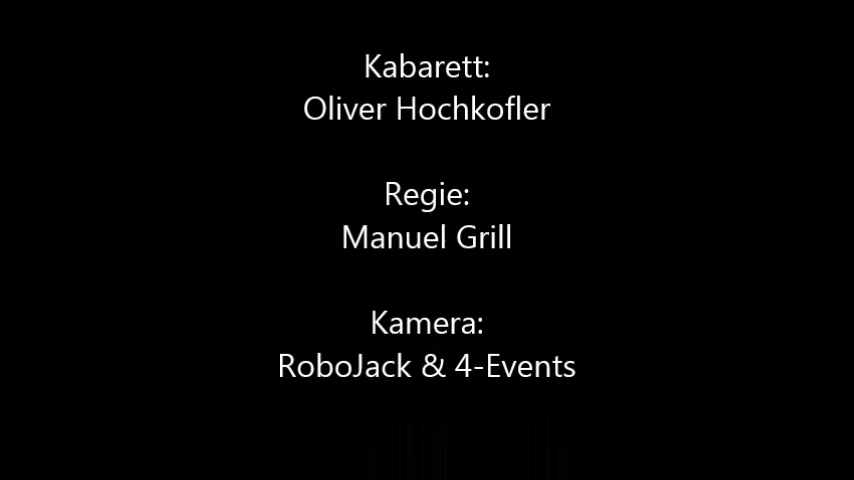 Kabarett:
Oliver Hochkofler
Regie:
Manuel Grill
Kamera:
RoboJack & 4-Events